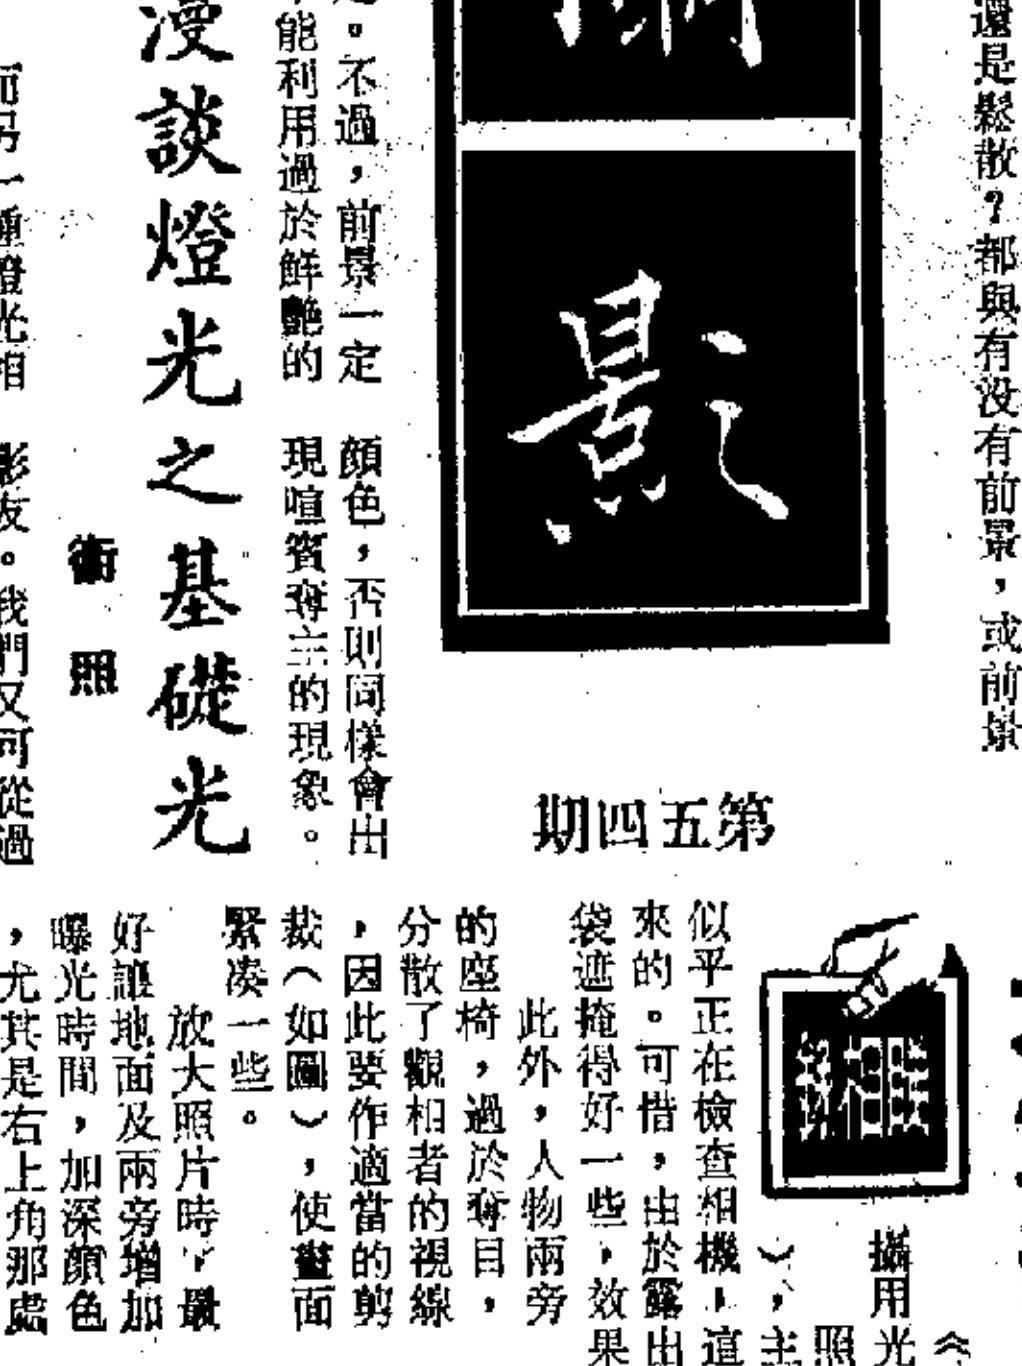 還是鬆散？都與有没有前景，或前景
影
第五四期
過。不過，前景一定
能利用過於鮮艷的
顏色，否則同樣會出
現喧賓奪主的現象。
漫談燈光之基礎光
衛照
而另一種燈光相
影友。我們又可從過
攝用光
照
），主
似乎正在檢查相機，這
來的。可惜，由於露出
袋遮掩得好一些，效果
此外，人物兩旁
的座椅，過於奪目，
分散了觀相者的視線
，因此要作適當的剪
裁（如圖），使畫面
緊凑一些。
放大照片時，最
好讓地面及兩旁增加
曝光時間，加深顏色
，尤其是右上角那處